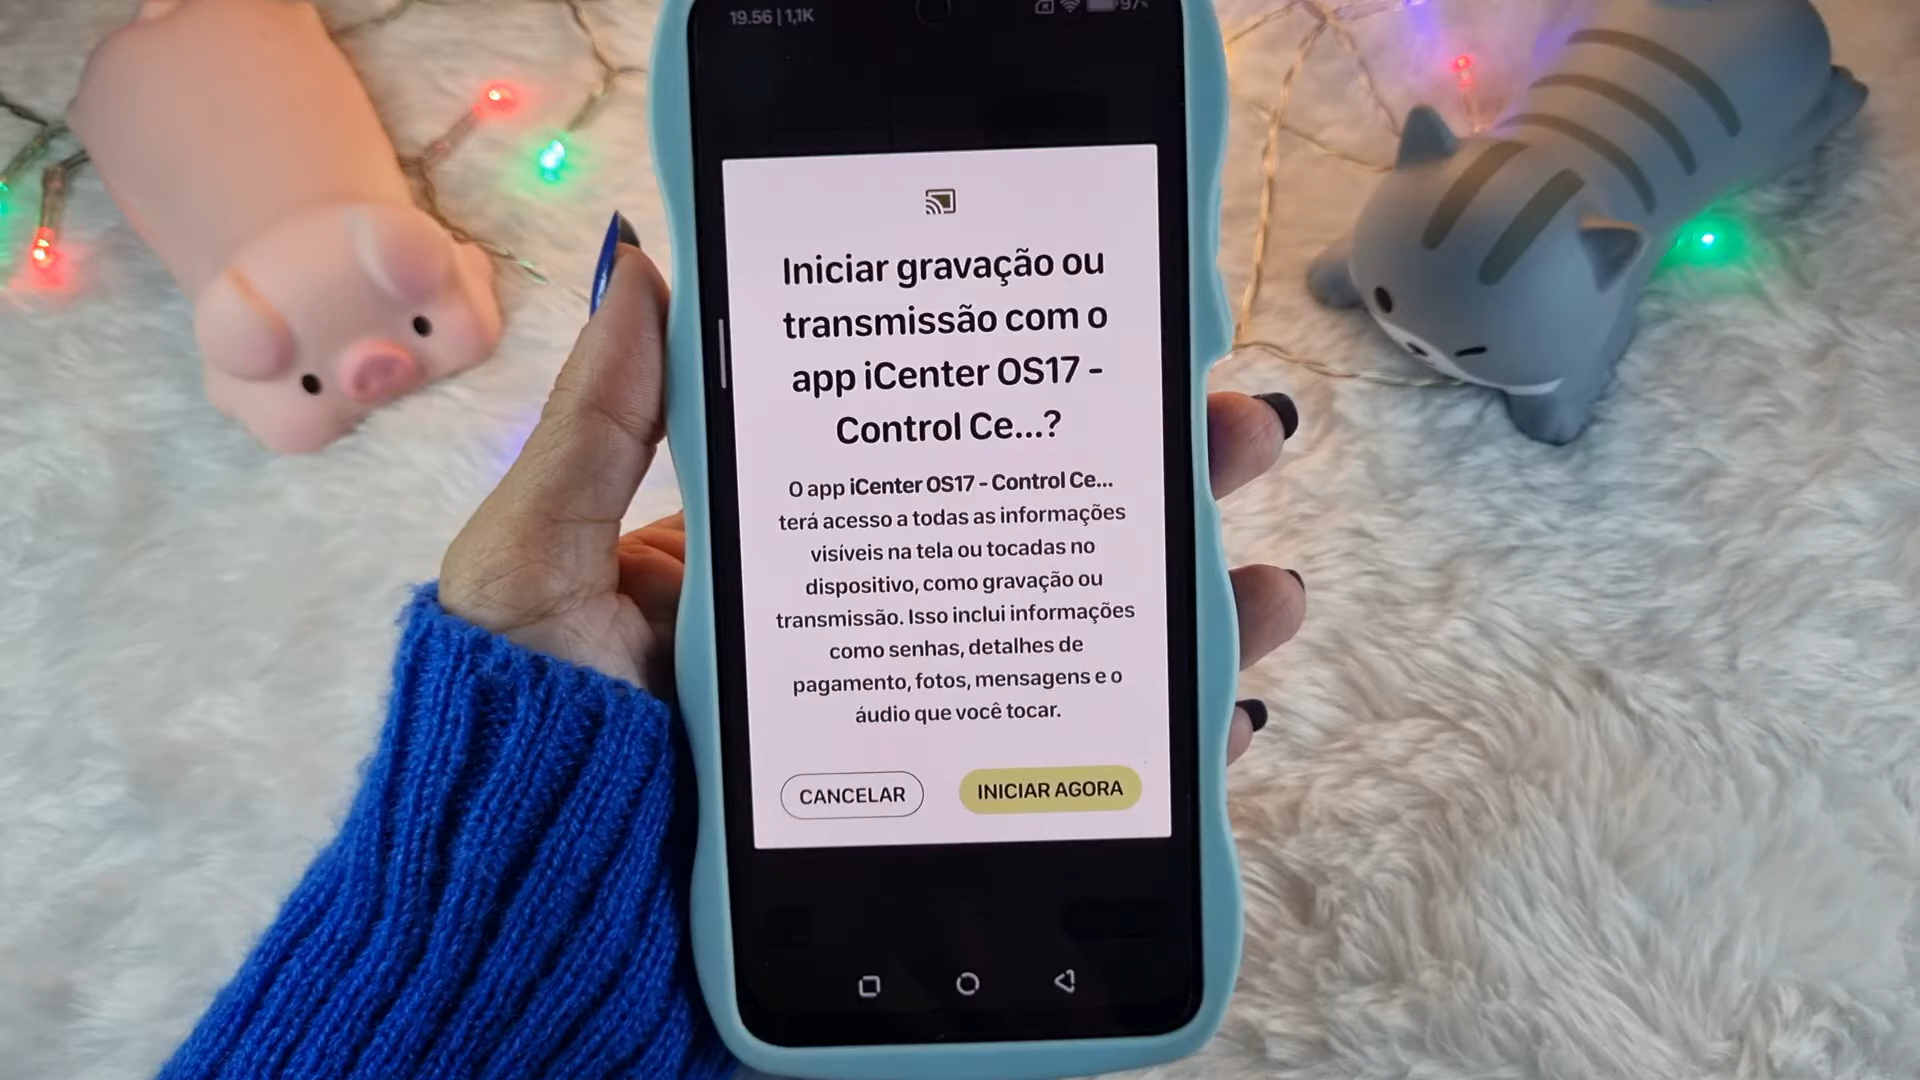 19.56 | 1,1K 97%
Iniciar gravação ou
transmissão com o
app iCenter OS17 -
Control Ce...?
O app iCenter OS17 - Control Ce...
terá acesso a todas as informações
visíveis na tela ou tocadas no
dispositivo, como gravação ou
transmissão. Isso inclui informações
como senhas, detalhes de
pagamento, fotos, mensagens e o
áudio que você tocar.
CANCELAR INICIAR AGORA